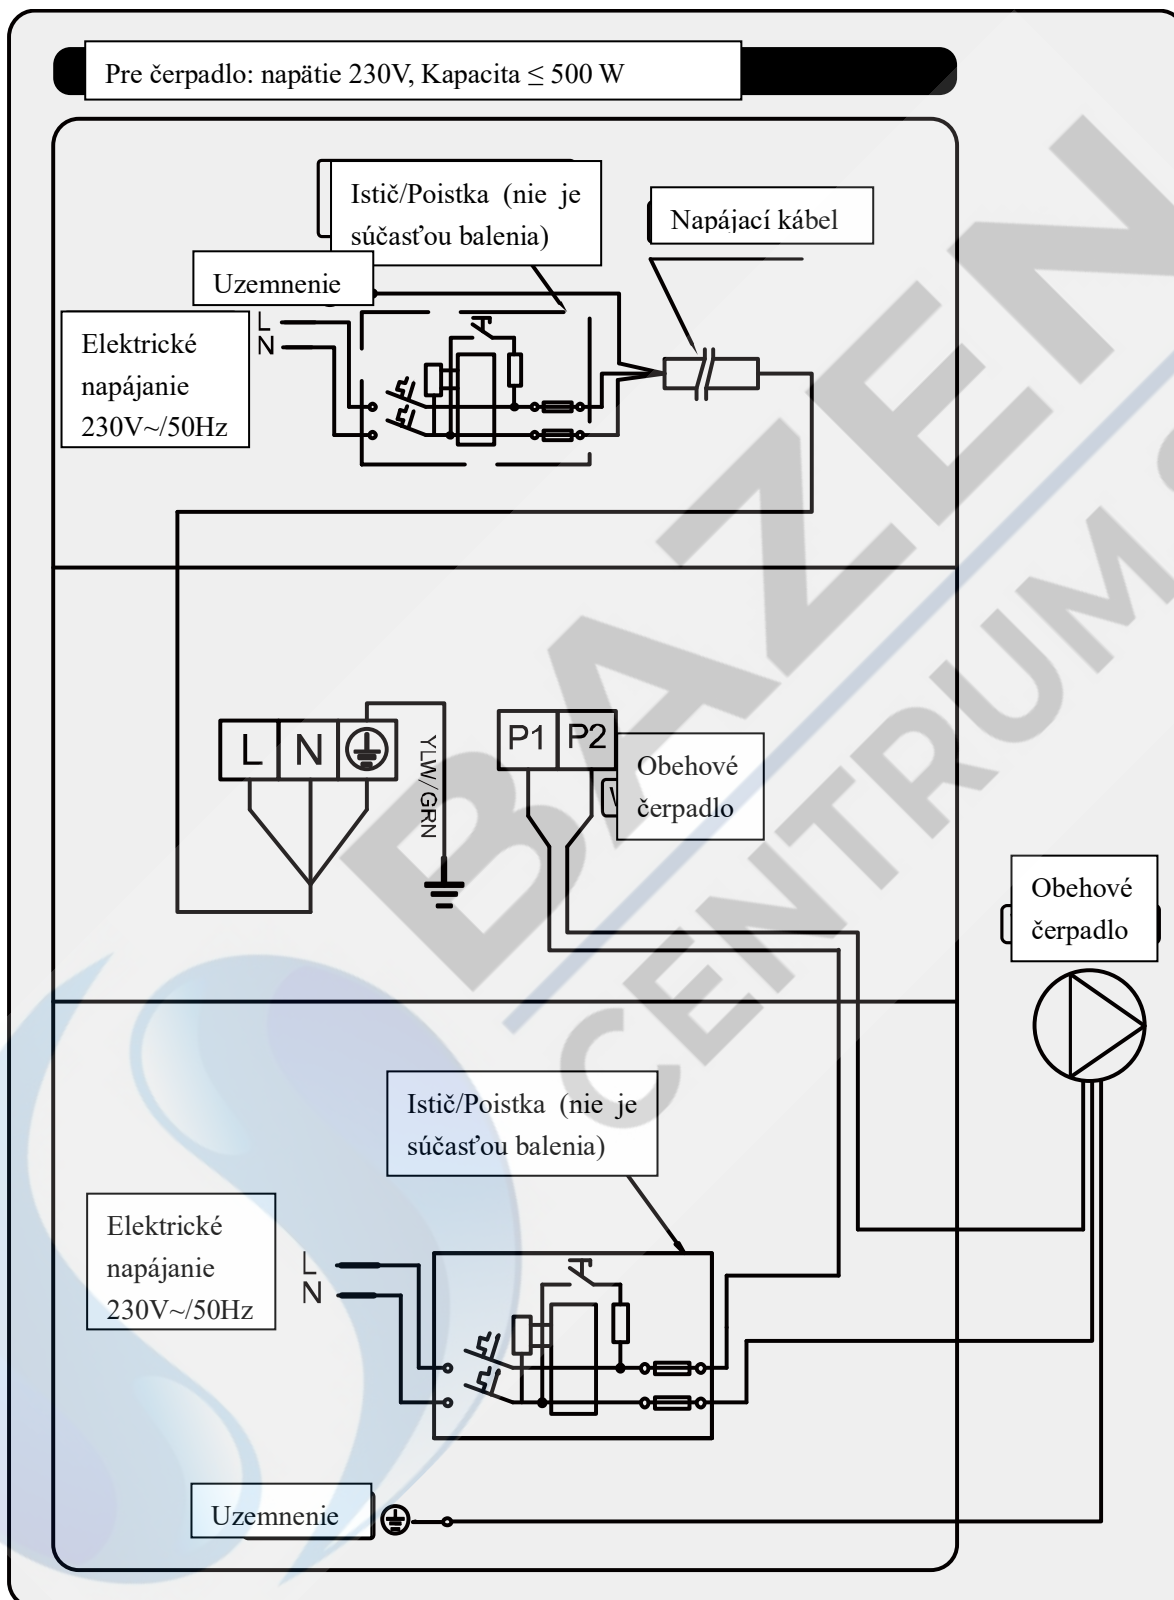 Pre čerpadlo: napätie 230V, Kapacita ≤ 500 W
Istič/Poistka (nie je
súčasťou balenia)
Napájací kábel
Uzemnenie
Elektrické
napájanie
230V~/50Hz
L
N
L N
YLW/GRN
P1 P2
Obehové
čerpadlo
Obehové
čerpadlo
Istič/Poistka (nie je
súčasťou balenia)
Elektrické
napájanie
230V~/50Hz
L
N
Uzemnenie
BAZEN
CENTRUM